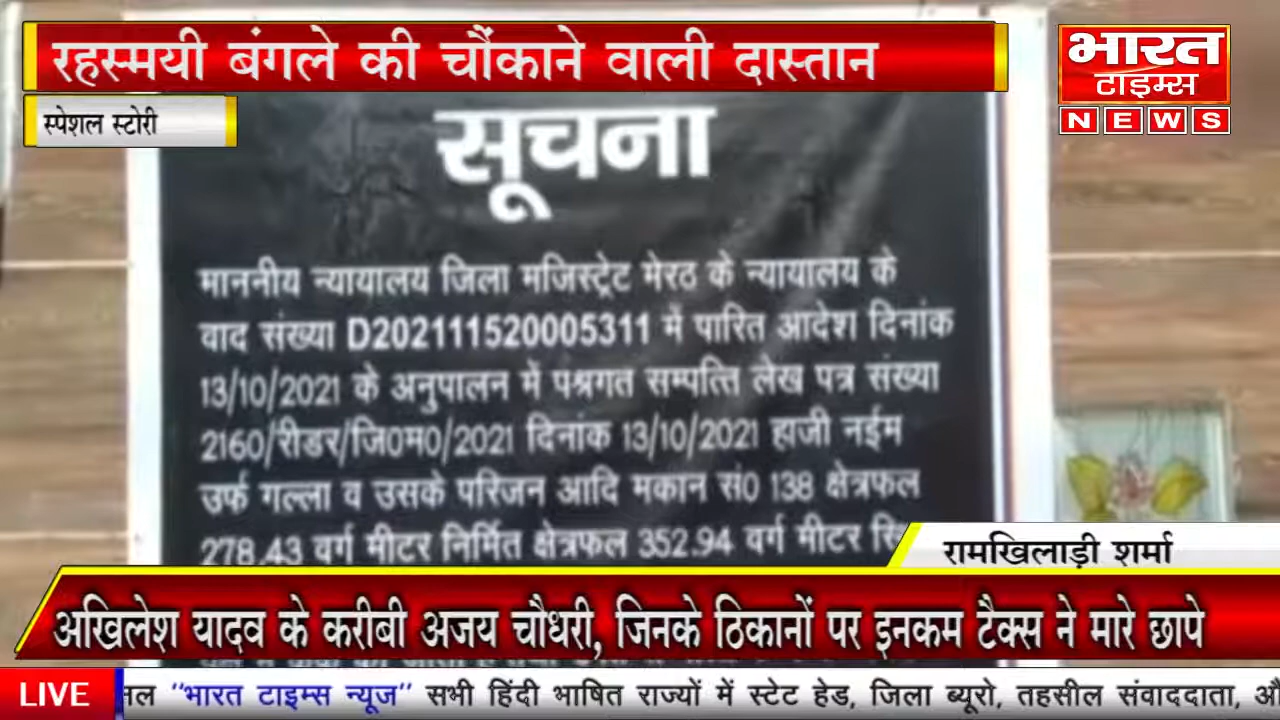 रहस्मयी बंगले की चौंकाने वाली दास्तान
स्पेशल स्टोरी
भारत
टाइम्स
NEWS
सूचना
माननीय न्यायालय जिला मजिस्ट्रेट मेरठ के न्यायालय के
वाद संख्या D202111520005311 में पारित आदेश दिनांक
13/10/2021 के अनुपालन में पश्नगत सम्पत्ति लेख पत्र संख्या
2160/रीडर/जि0म0/2021 दिनांक 13/10/2021 हाजी नईम
उर्फ गल्ला व उसके परिजन आदि मकान सं0 138 क्षेत्रफल
278.43 वर्ग मीटर निर्मित क्षेत्रफल 352.94 वर्ग मीटर
रामखिलाड़ी शर्मा
अखिलेश यादव के करीबी अजय चौधरी, जिनके ठिकानों पर इनकम टैक्स ने मारे छापे
LIVE
नल "भारत टाइम्स न्यूज" सभी हिंदी भाषित राज्यों में स्टेट हेड, जिला ब्यूरो, तहसील संवाददाता,